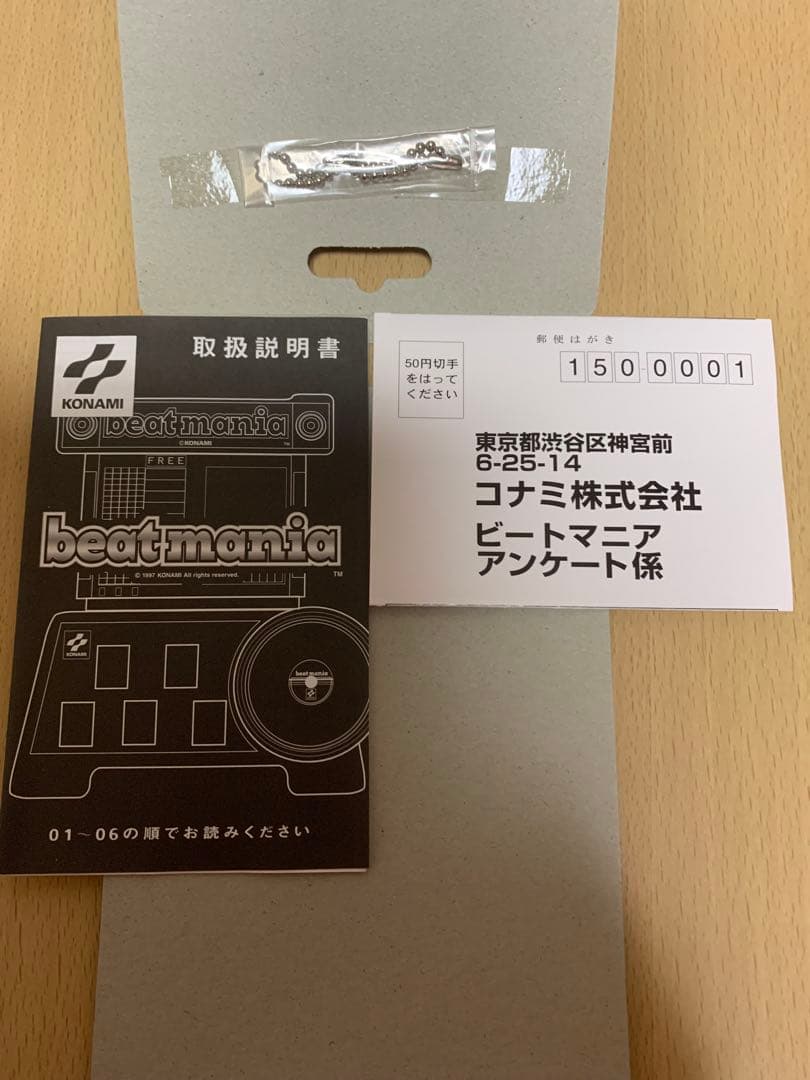 取扱説明書
KONAMI
beatmania
©KONAMI
TM
FREE
beatmania
TM
© 1997 KONAMI All rights reserved.
KONAMI
beatmania
01〜06の順でお読みください
郵便はがき
50円切手
をはって
ください
150-0001
東京都渋谷区神宮前
6-25-14
コナミ株式会社
ビートマニア
アンケート係